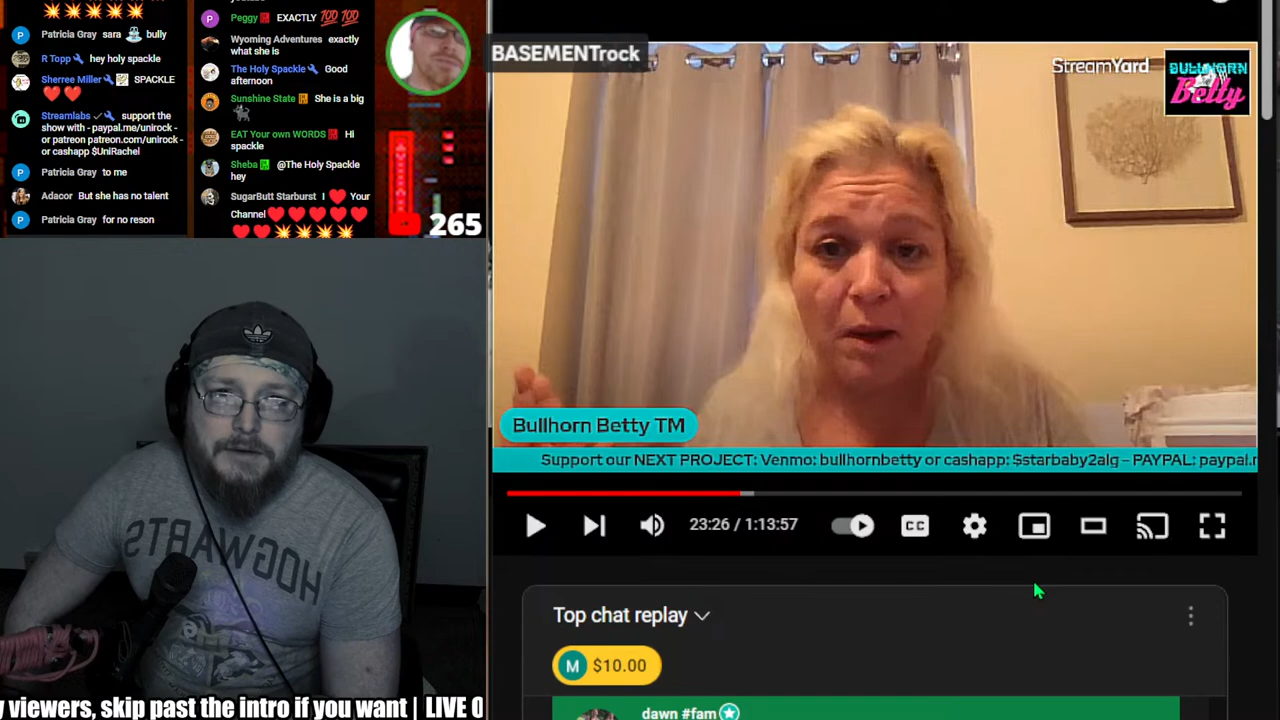 Patricia Gray sara bully
R Topp hey holy spackle
Sherree Miller SPACKLE
Streamlabs support the
show with - paypal.me/unirock -
or patreon patreon.com/unirock -
or cashapp $UniRachel
Patricia Gray to me
Adacor But she has no talent
Patricia Gray for no reson
Peggy EXACTLY 100 100
Wyoming Adventures exactly
what she is
The Holy Spackle Good
afternoon
Sunshine State She is a big
EAT Your own WORDS Hi
spackle
Sheba @The Holy Spackle
hey
SugarButt Starburst I Your
Channel
265
BASEMENTrock
StreamYard
BULLHORN
Betty
Bullhorn Betty TM
Support our NEXT PROJECT: Venmo: bullhornbetty or cashapp: $starbaby2alg - PAYPAL: paypal.
23:26 / 1:13:57
CC
Top chat replay
M $10.00
dawn #fam
HOGWARTS
y viewers, skip past the intro if you want | LIVE